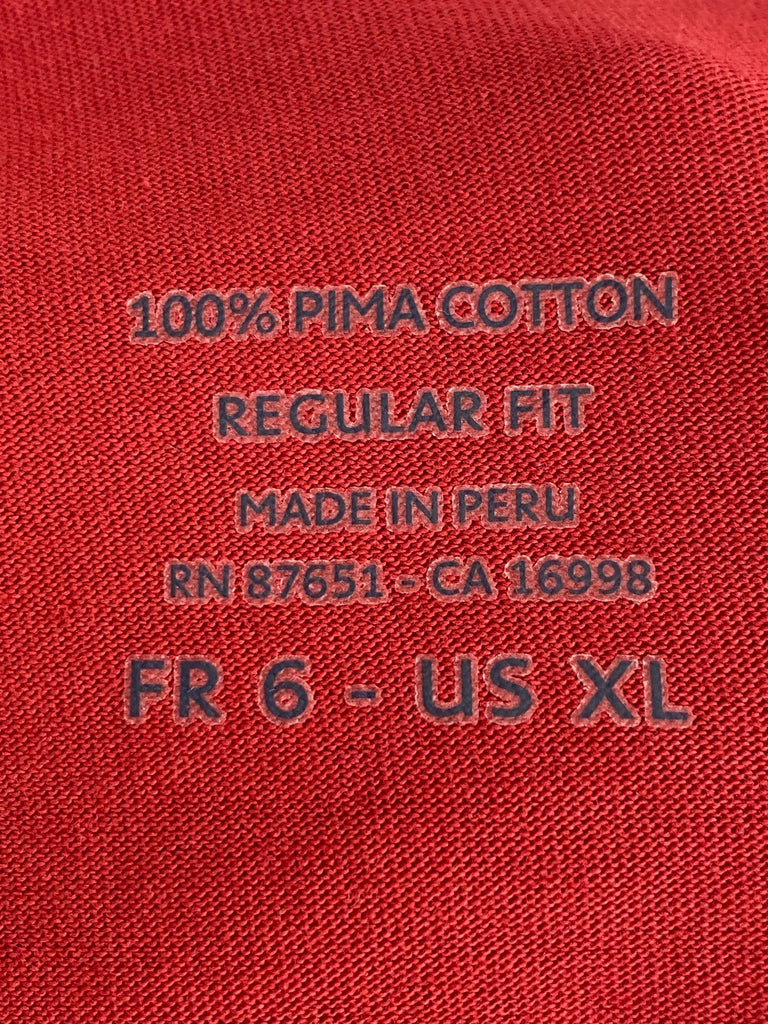 100% PIMA COTTON
REGULAR FIT
MADE IN PERU
RN 87651 - CA 16998
FR 6 - US XL